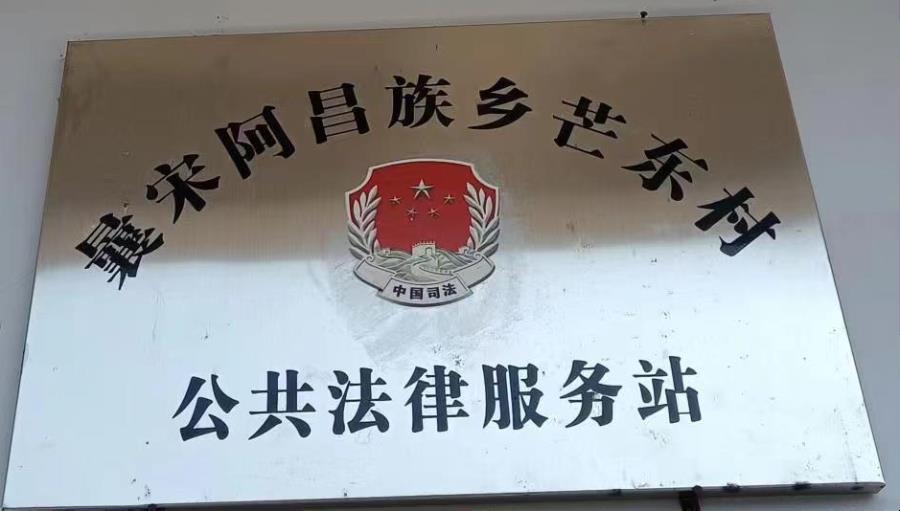 曩宋阿昌族乡芒东村
中国司法
公共法律服务站